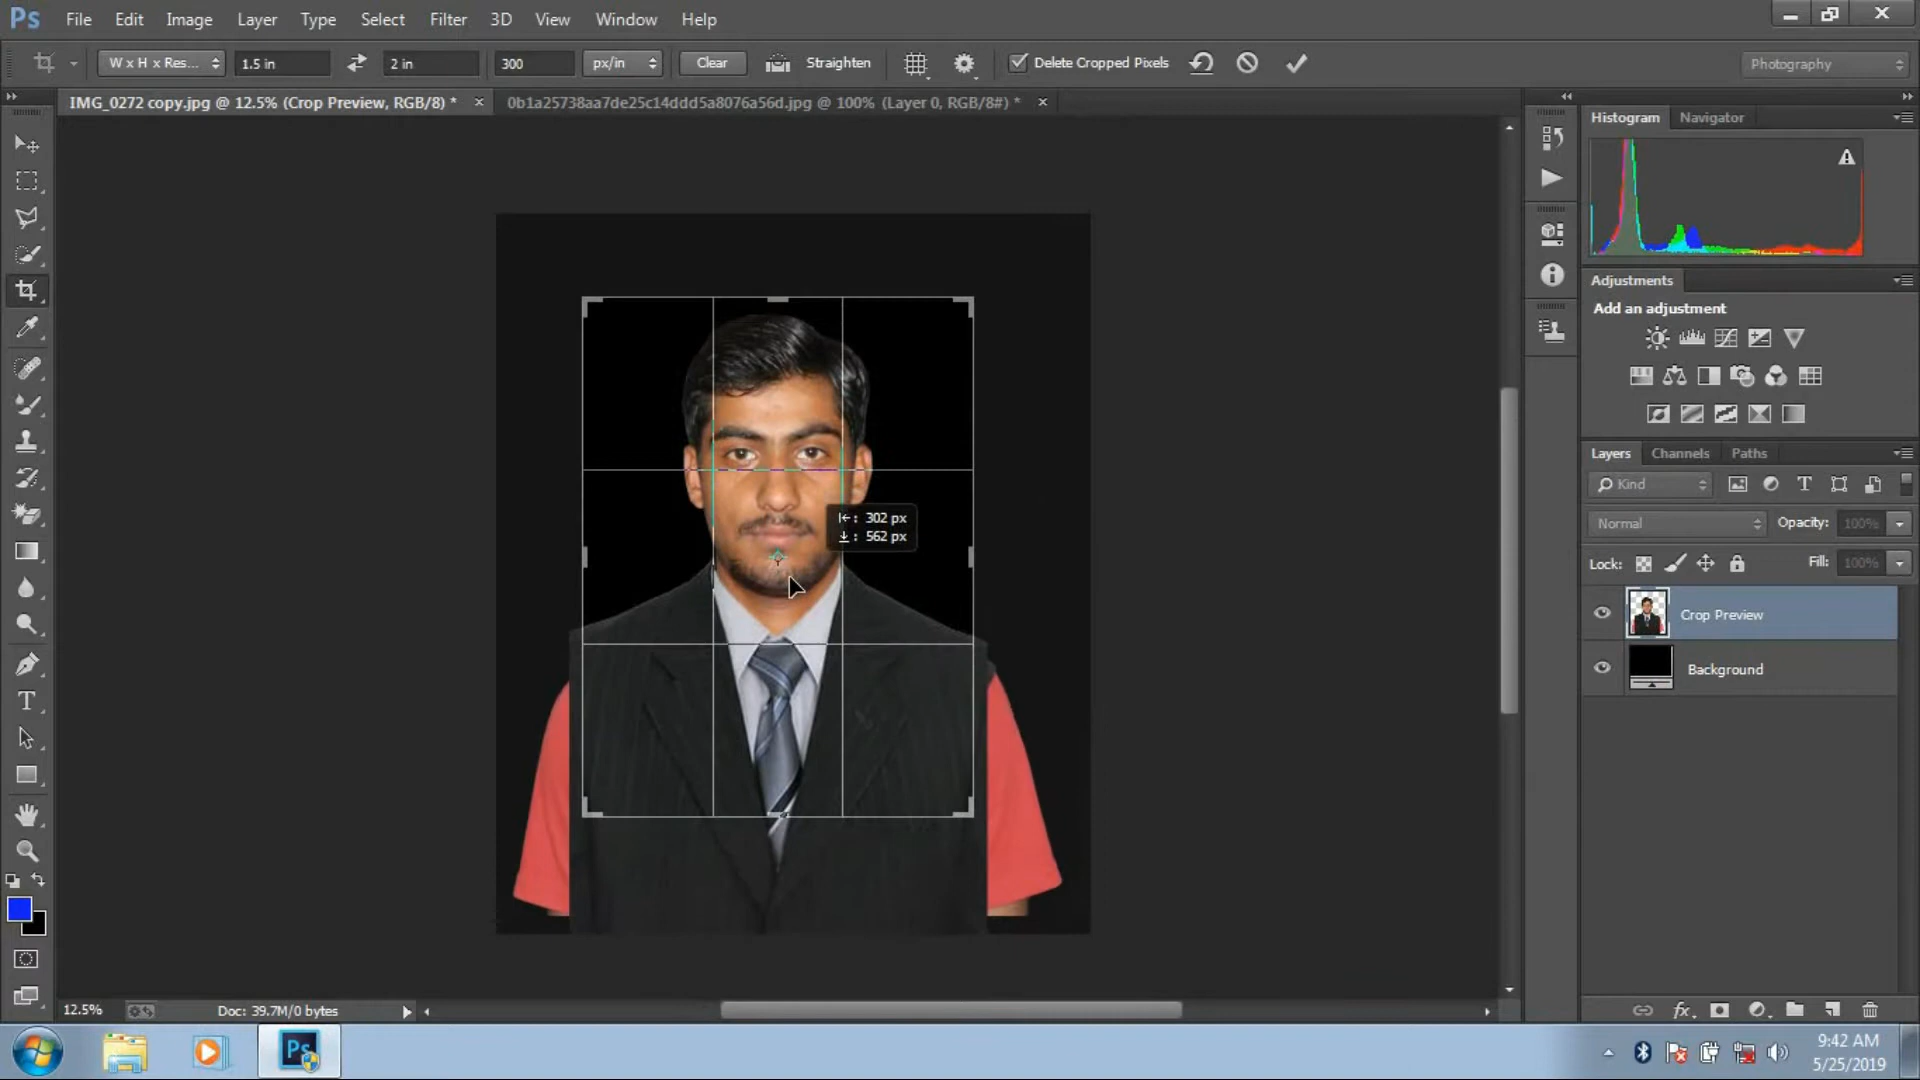 Ps File Edit Image Layer Type Select Filter 3D View Window Help
W x H x Res... 1.5 in 2 in 300 px/in Clear Straighten Delete Cropped Pixels Photography
IMG_0272 copy.jpg @ 12.5% (Crop Preview, RGB/8) * × 0b1a25738aa7de25c14ddd5a8076a56d.jpg @ 100% (Layer 0, RGB/8#) * ×
Histogram Navigator
Adjustments
Add an adjustment
Layers Channels Paths
Kind
Normal Opacity: 100%
Lock: Fill: 100%
Crop Preview
Background
302 px
562 px
12.5% Doc: 39.7M/0 bytes
Ps
9:42 AM
5/25/2019